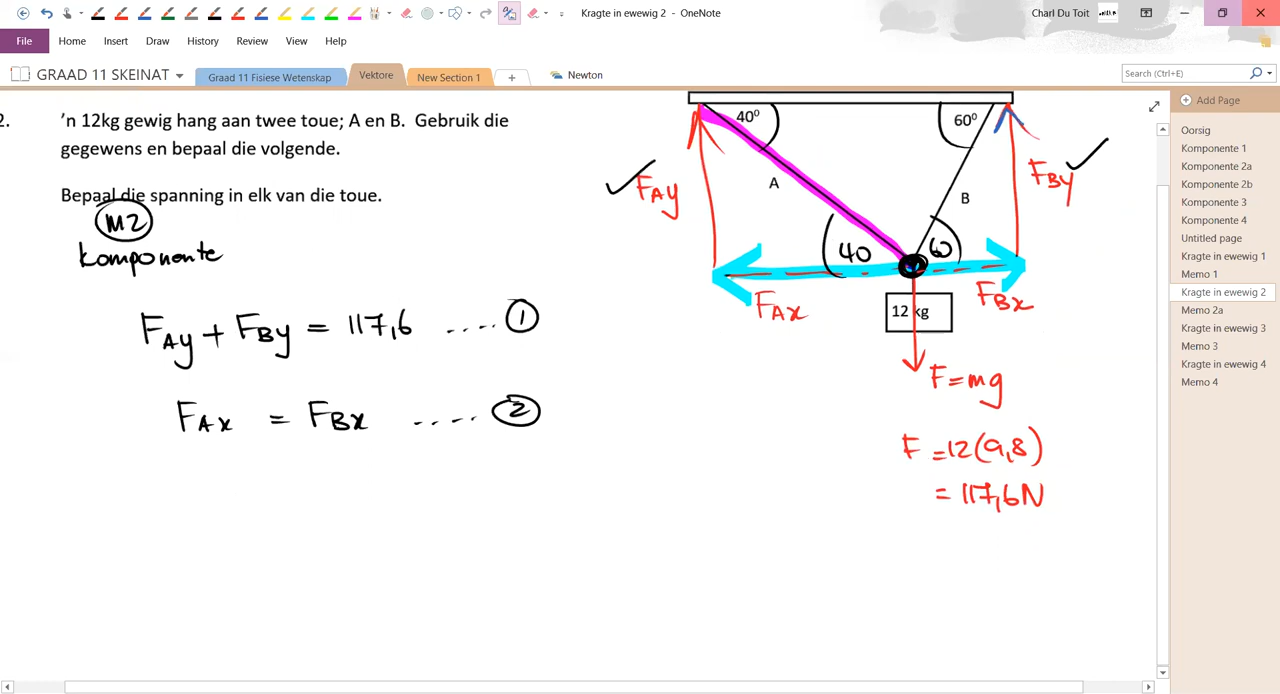 Kragte in ewewig 2 - OneNote
Charl Du Toit
File Home Insert Draw History Review View Help
GRAAD 11 SKEINAT
Graad 11 Fisiese Wetenskap
Vektore
New Section 1
+
Newton
Search (Ctrl+E)
Add Page
Oorsig
Komponente 1
Komponente 2a
Komponente 2b
Komponente 3
Komponente 4
Untitled page
Kragte in ewewig 1
Memo 1
Kragte in ewewig 2
Memo 2a
Kragte in ewewig 3
Memo 3
Kragte in ewewig 4
Memo 4
2. 'n 12kg gewig hang aan twee toue; A en B. Gebruik die
gegewens en bepaal die volgende.
Bepaal die spanning in elk van die toue.
M2
komponente
FAy + FBy = 117,6 ..... 1
FAx = FBx ..... 2
40⁰
60⁰
A
B
FAy
FBy
40
60
FAx
FBx
12 kg
F = mg
F = 12(9,8)
= 117,6N